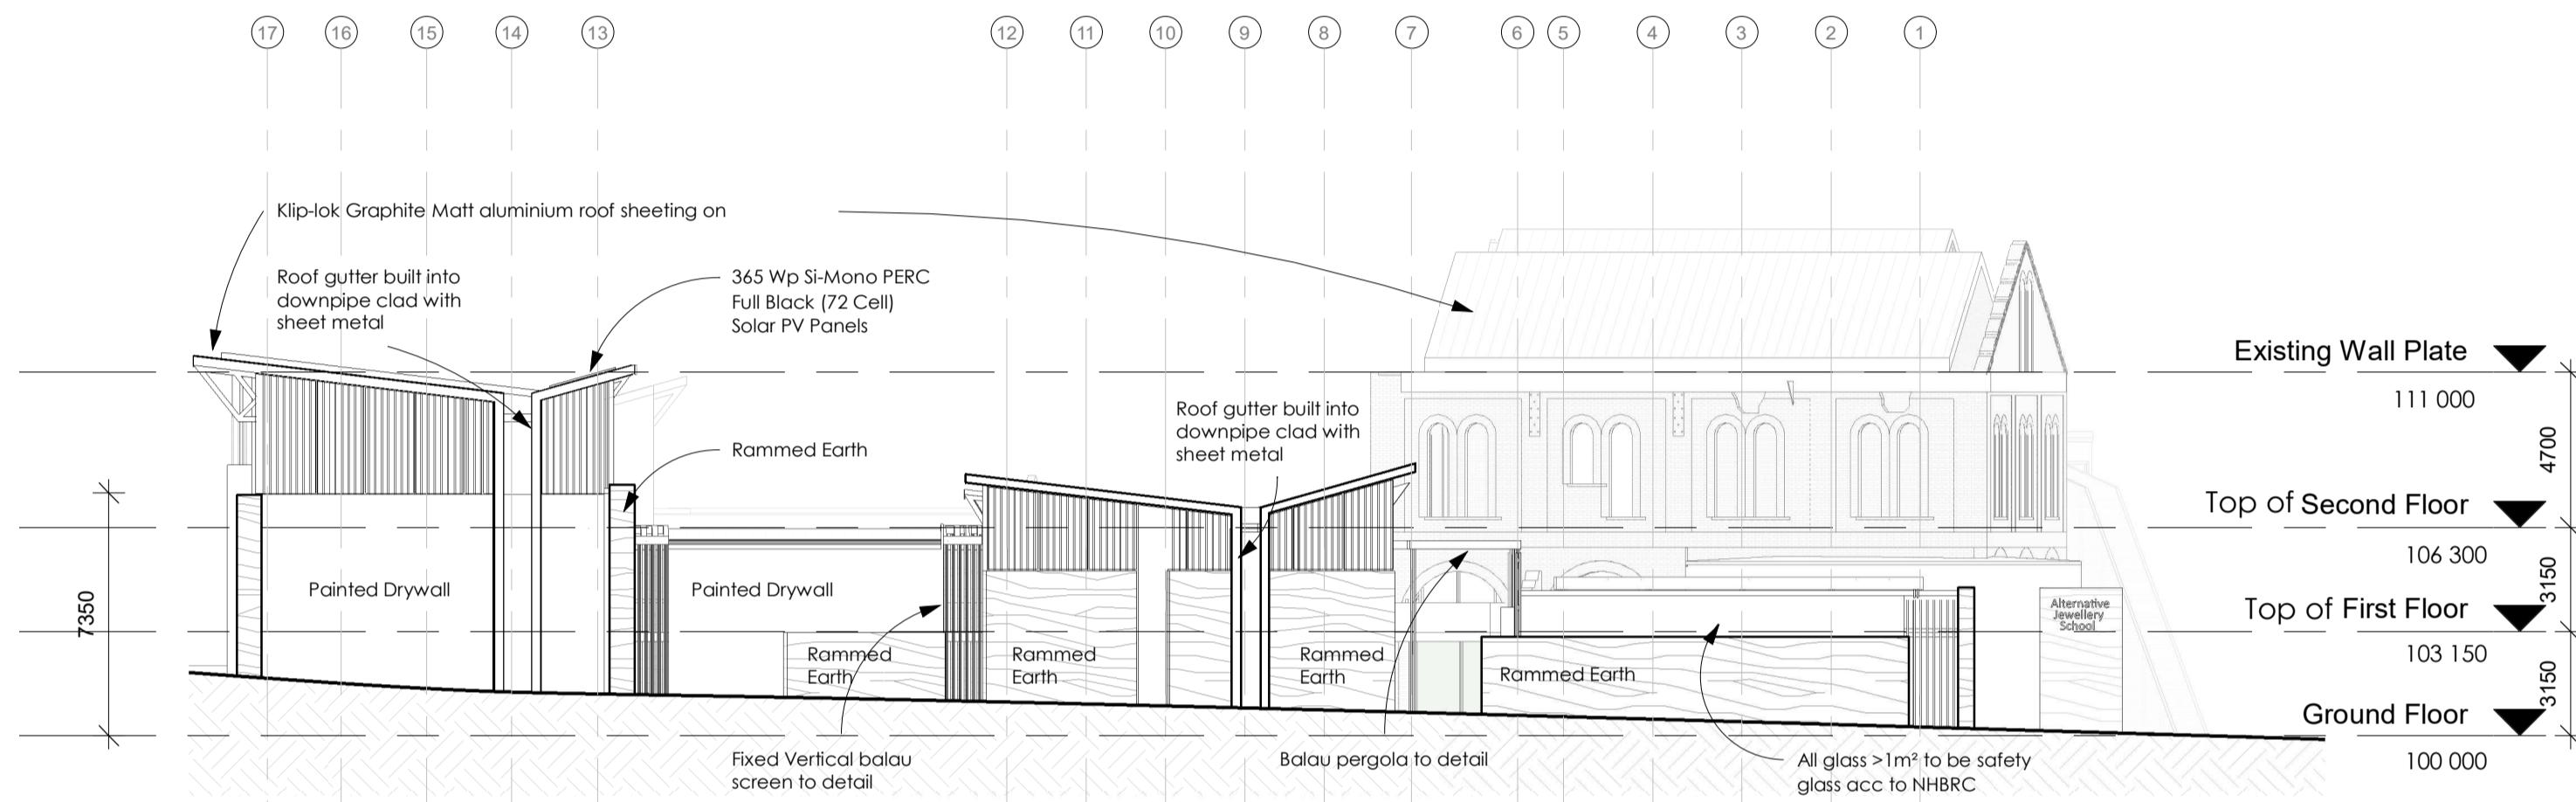 17
16
15
14
13
12
11
10
9
8
7
6
5
4
3
2
1
Klip-lok Graphite Matt aluminium roof sheeting on
Roof gutter built into
downpipe clad with
sheet metal
365 Wp Si-Mono PERC
Full Black (72 Cell)
Solar PV Panels
Existing Wall Plate
111 000
Roof gutter built into
downpipe clad with
sheet metal
4700
Rammed Earth
Top of Second Floor
106 300
Painted Drywall
Painted Drywall
7350
3150
Alternative
Jewellery
School
Top of First Floor
103 150
Rammed
Earth
Rammed
Earth
Rammed
Earth
Rammed Earth
3150
Ground Floor
100 000
Fixed Vertical balau
screen to detail
Balau pergola to detail
All glass >1m² to be safety
glass acc to NHBRC